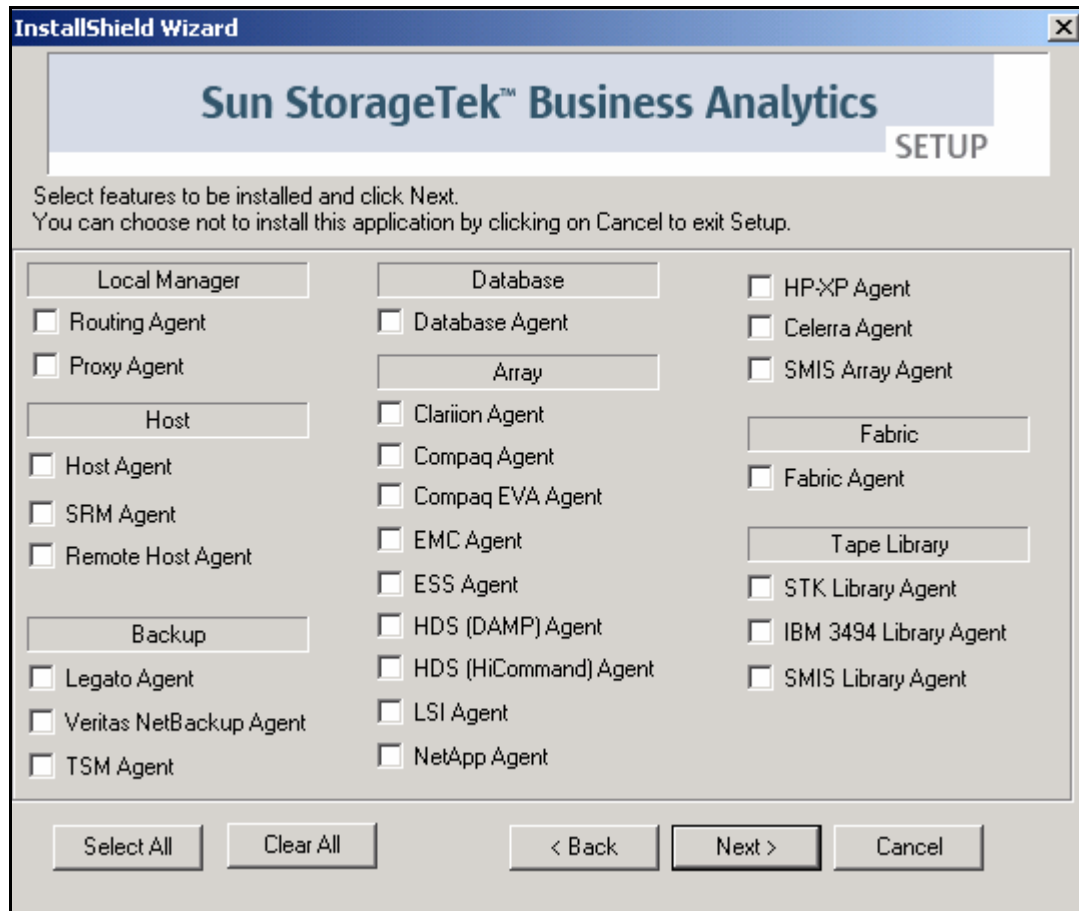 InstallShield Wizard
Sun StorageTek™ Business Analytics
SETUP
Select features to be installed and click Next.
You can choose not to install this application by clicking on Cancel to exit Setup.
Local Manager
Routing Agent
Proxy Agent
Host
Host Agent
SRM Agent
Remote Host Agent
Backup
Legato Agent
Veritas NetBackup Agent
TSM Agent
Database
Database Agent
Array
Clariion Agent
Compaq Agent
Compaq EVA Agent
EMC Agent
ESS Agent
HDS (DAMP) Agent
HDS (HiCommand) Agent
LSI Agent
NetApp Agent
HP-XP Agent
Celerra Agent
SMIS Array Agent
Fabric
Fabric Agent
Tape Library
STK Library Agent
IBM 3494 Library Agent
SMIS Library Agent
Select All
Clear All
< Back
Next >
Cancel